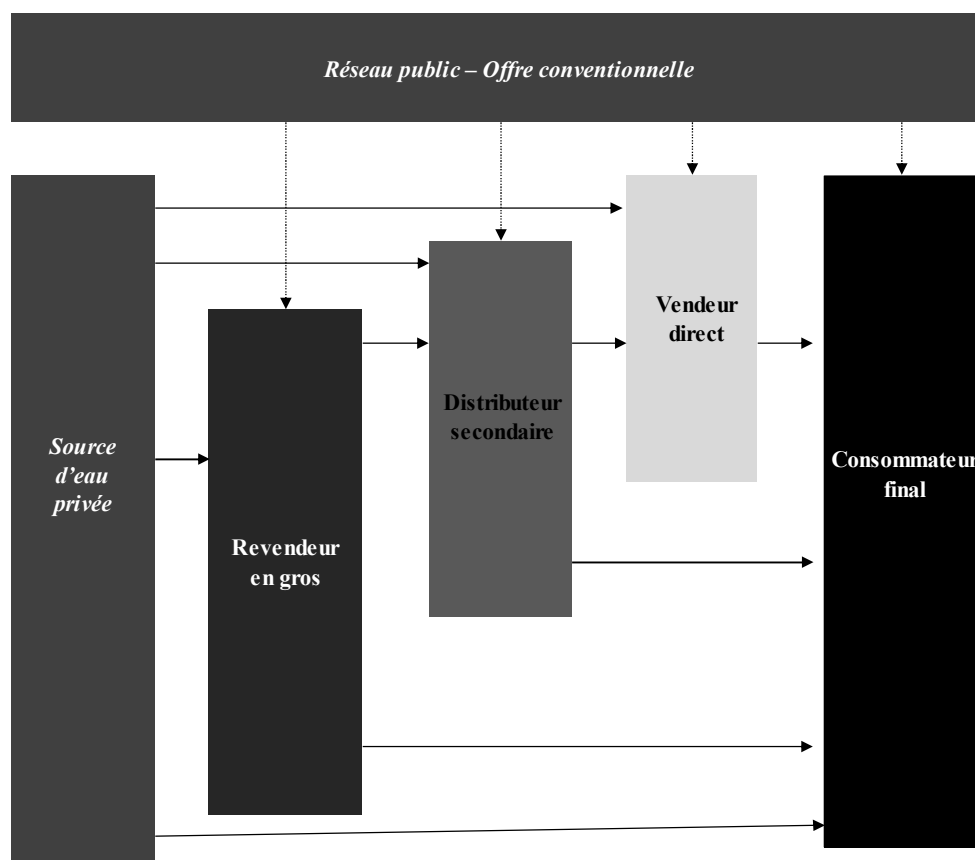 Réseau public – Offre conventionnelle
Vendeur
direct
Distributeur
secondaire
Source
d’eau
privée
Consommateur
final
Revendeur
en gros